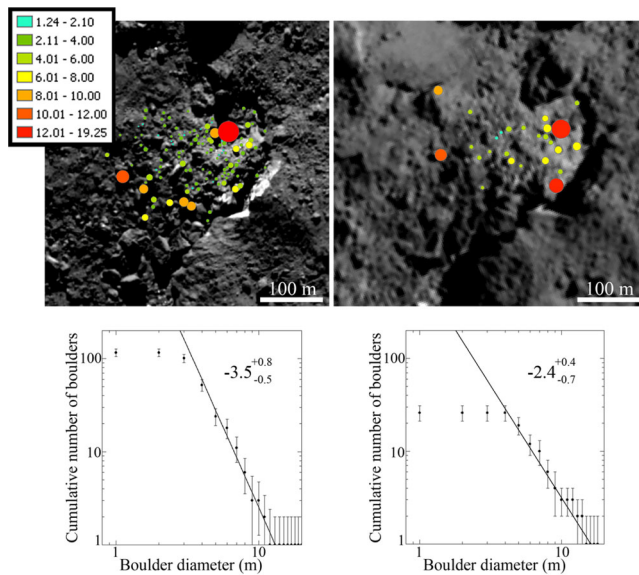 1.24 - 2.10
2.11 - 4.00
4.01 - 6.00
6.01 - 8.00
8.01 - 10.00
10.01 - 12.00
12.01 - 19.25
100 m
100 m
Cumulative number of boulders
100
10
1
-3.5 +0.8 -0.5
1
10
Boulder diameter (m)
Cumulative number of boulders
100
10
1
-2.4 +0.4 -0.7
1
10
Boulder diameter (m)